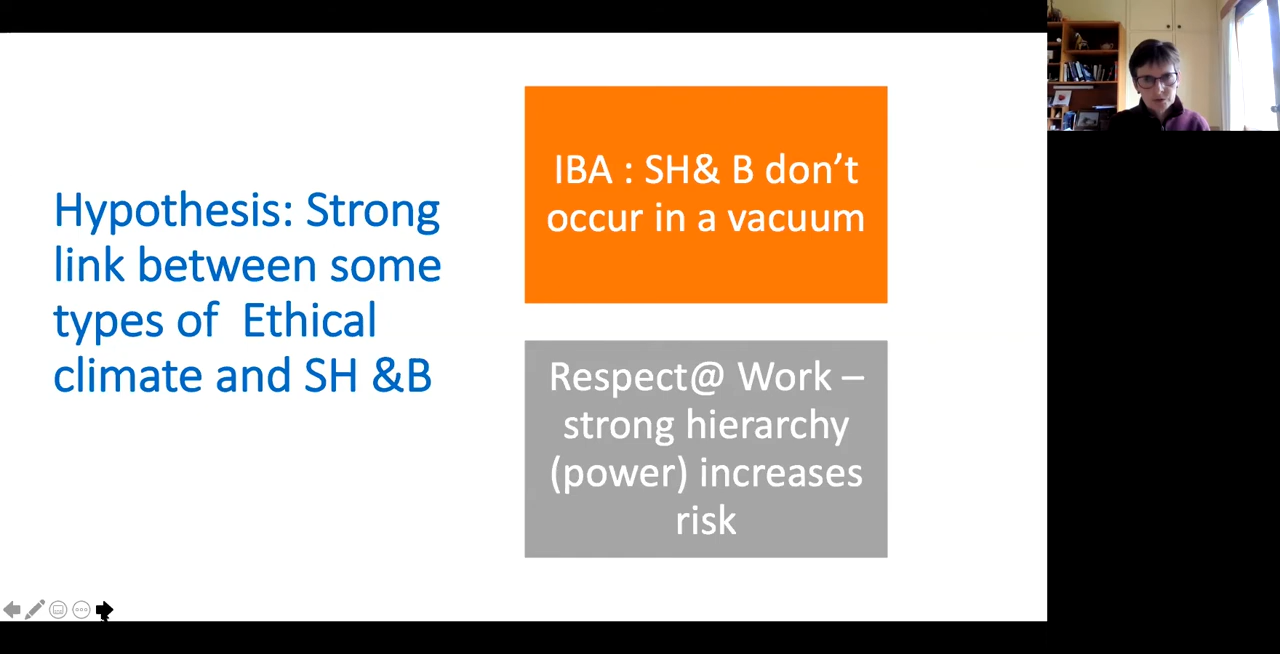 Hypothesis: Strong
link between some
types of  Ethical
climate and SH &B
IBA : SH& B don’t
occur in a vacuum
Respect@ Work –
strong hierarchy
(power) increases
risk